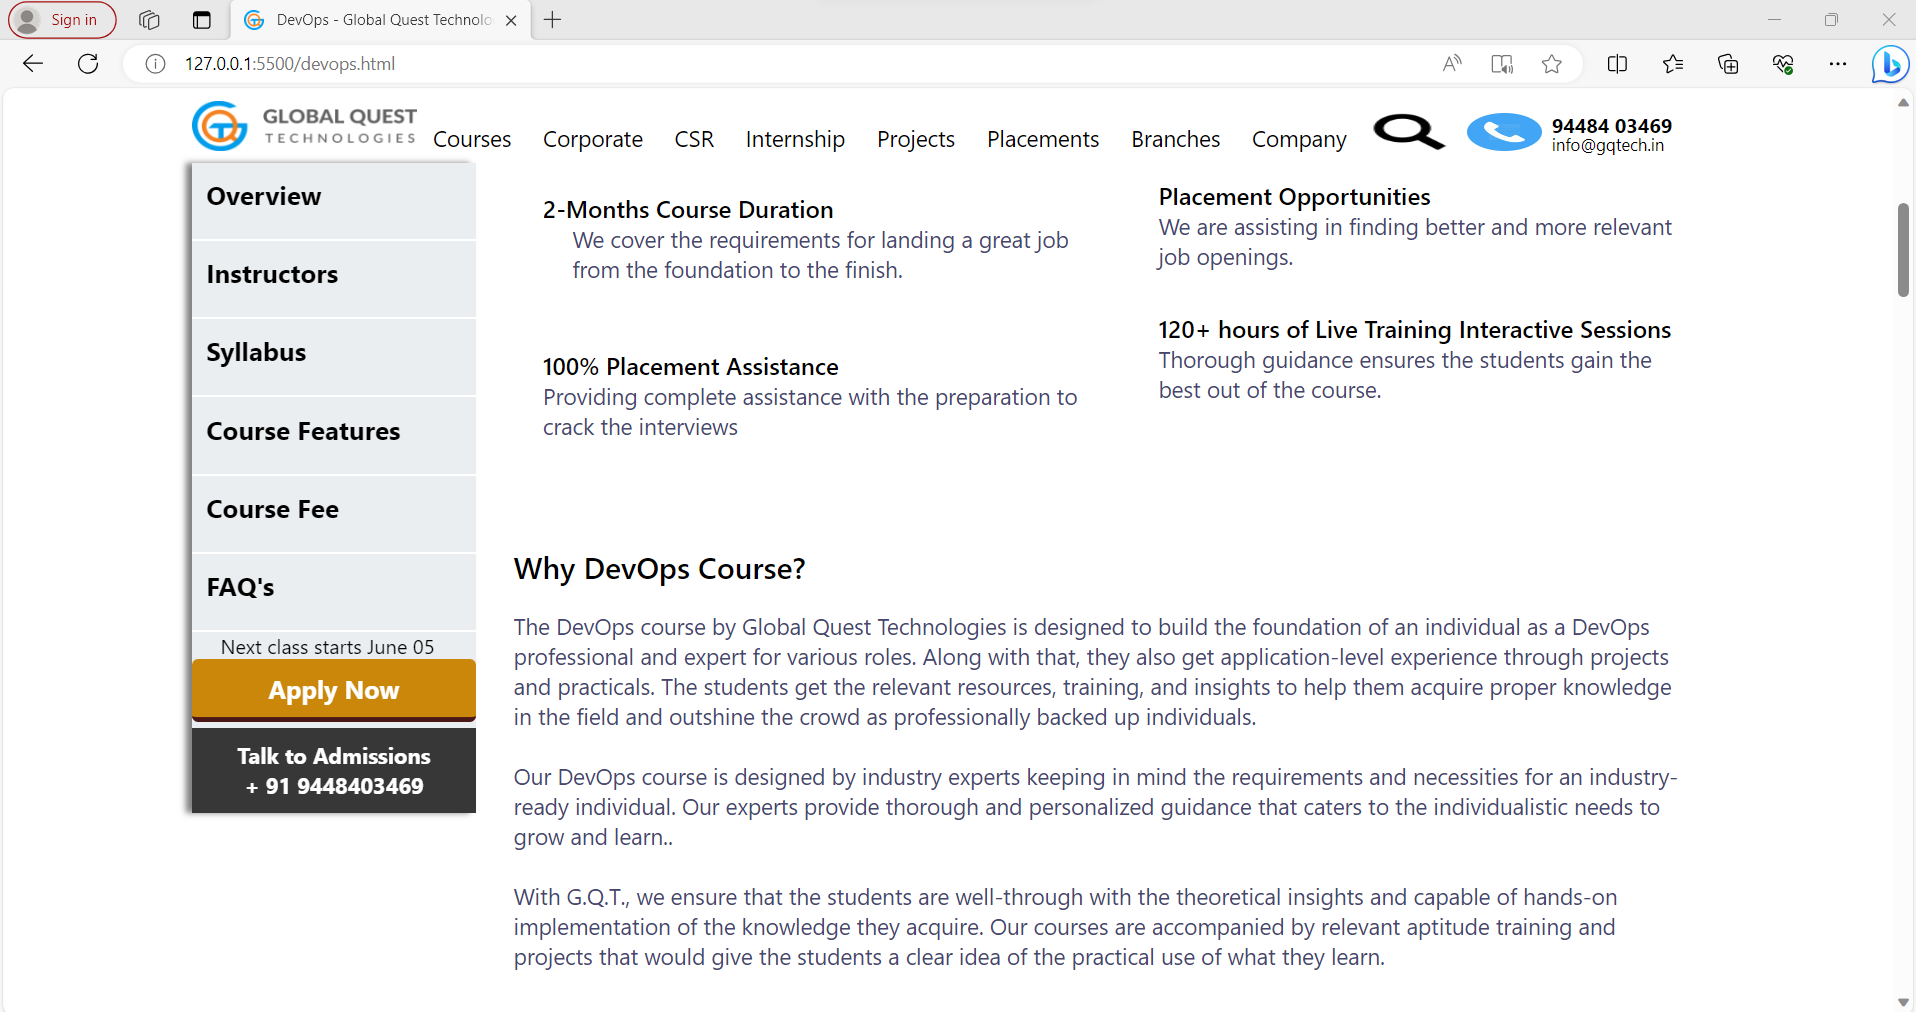 Sign in
DevOps - Global Quest Technolo
127.0.0.1:5500/devops.html
GLOBAL QUEST
TECHNOLOGIES
Courses Corporate CSR Internship Projects Placements Branches Company
94484 03469
info@gqtech.in
Overview
Instructors
Syllabus
Course Features
Course Fee
FAQ's
Next class starts June 05
Apply Now
Talk to Admissions
+ 91 9448403469
2-Months Course Duration
We cover the requirements for landing a great job
from the foundation to the finish.
100% Placement Assistance
Providing complete assistance with the preparation to
crack the interviews
Placement Opportunities
We are assisting in finding better and more relevant
job openings.
120+ hours of Live Training Interactive Sessions
Thorough guidance ensures the students gain the
best out of the course.
Why DevOps Course?
The DevOps course by Global Quest Technologies is designed to build the foundation of an individual as a DevOps
professional and expert for various roles. Along with that, they also get application-level experience through projects
and practicals. The students get the relevant resources, training, and insights to help them acquire proper knowledge
in the field and outshine the crowd as professionally backed up individuals.
Our DevOps course is designed by industry experts keeping in mind the requirements and necessities for an industry-
ready individual. Our experts provide thorough and personalized guidance that caters to the individualistic needs to
grow and learn..
With G.Q.T., we ensure that the students are well-through with the theoretical insights and capable of hands-on
implementation of the knowledge they acquire. Our courses are accompanied by relevant aptitude training and
projects that would give the students a clear idea of the practical use of what they learn.